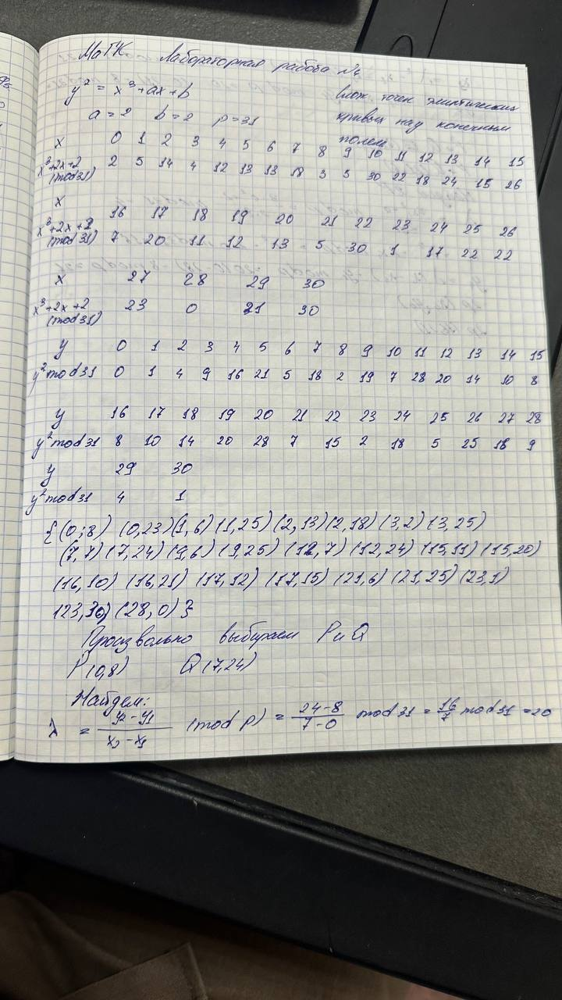 МаТК Лабораторная работа №4
y² = x³+ax+b
слож. точек эллиптических
кривых над конечным
полем
a=2 b=2 p=31
x 0 1 2 3 4 5 6 7 8 9 10 11 12 13 14 15
x³+2x+2 (mod 31) 2 5 14 4 12 13 13 18 3 5 30 22 18 24 15 26
x 16 17 18 19 20 21 22 23 24 25 26
x³+2x+2 (mod 31) 7 20 11 12 13 5 30 1 17 22 22
x 27 28 29 30
x³+2x+2 (mod 31) 23 0 21 30
y 0 1 2 3 4 5 6 7 8 9 10 11 12 13 14 15
y² mod 31 0 1 4 9 16 21 5 18 2 19 7 28 20 14 10 8
y 16 17 18 19 20 21 22 23 24 25 26 27 28
y² mod 31 8 10 14 20 28 7 15 2 18 5 25 16 9
y 29 30
y² mod 31 4 1
{(0;8) (0,23) (1,6) (1,25) (2,13) (2,18) (3,2) (3,25)
(7,7) (7,24) (9,6) (9,25) (12,7) (12,24) (15,11) (15,20)
(16,10) (16,21) (17,12) (17,15) (21,6) (21,25) (23,1)
(23,30) (28,0)}
Произвольно выбираем P и Q
P(0,8) Q(7,24)
Найдем:
λ = (y₂-y₁)/(x₂-x₁) (mod p) = (24-8)/(7-0) mod 31 = 16/7 mod 31 = 20